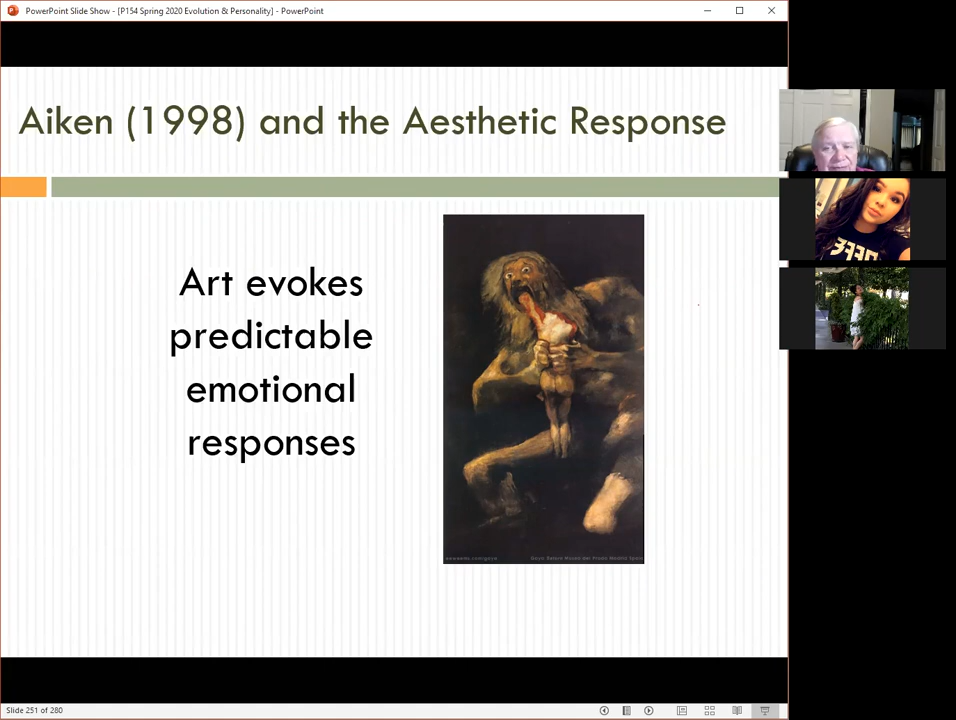 PowerPoint Slide Show - [P154 Spring 2020 Evolution & Personality] - PowerPoint
Aiken (1998) and the Aesthetic Response
Art evokes
predictable
emotional
responses
Slide 251 of 280